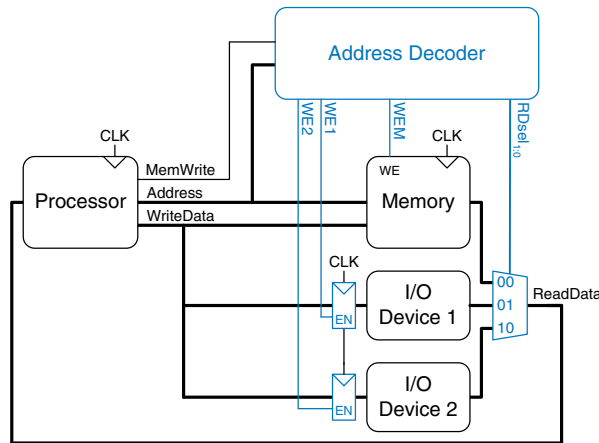 Address Decoder
WE2
WE1
WEM
RDsel1:0
CLK
CLK
MemWrite
Processor
Address
WriteData
WE
Memory
CLK
EN
I/O
Device 1
00
01
10
ReadData
EN
I/O
Device 2